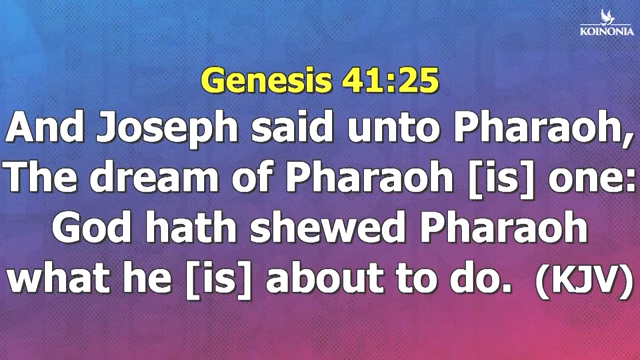 KOINONIA
Genesis 41:25
And Joseph said unto Pharaoh,
The dream of Pharaoh [is] one:
God hath shewed Pharaoh
what he [is] about to do. (KJV)